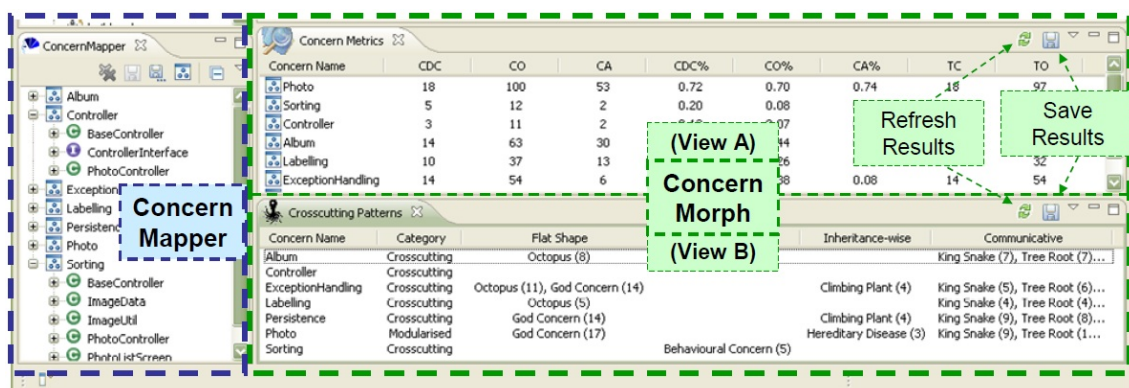 ConcernMapper
Album
Controller
BaseController
ControllerInterface
PhotoController
Exception
Labelling
Persisten
Photo
Sorting
BaseController
ImageData
ImageUtil
PhotoController
PhotoListScreen
Concern
Mapper
Concern Metrics
Concern Name CDC CO CA CDC% CO% CA% TC TO
Photo 18 100 53 0.72 0.70 0.74 18 97
Sorting 5 12 2 0.20 0.08
Controller 3 11 2
Album 14 63 30
Labelling 10 37 13 32
ExceptionHandling 14 54 6 0.08 14 54
(View A)
Concern
Morph
(View B)
Refresh
Results
Save
Results
Crosscutting Patterns
Concern Name Category Flat Shape Inheritance-wise Communicative
Album Crosscutting Octopus (8) King Snake (7), Tree Root (7)...
Controller Crosscutting
ExceptionHandling Crosscutting Octopus (11), God Concern (14) Climbing Plant (4) King Snake (5), Tree Root (6)...
Labelling Crosscutting Octopus (5) King Snake (4), Tree Root (4)...
Persistence Crosscutting God Concern (14) Climbing Plant (4) King Snake (9), Tree Root (8)...
Photo Modularised God Concern (17) Hereditary Disease (3) King Snake (9), Tree Root (1...
Sorting Crosscutting Behavioural Concern (5)